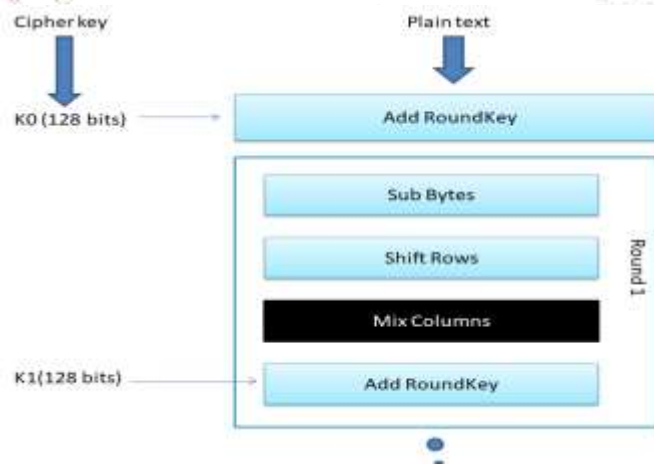 Cipher key
Plain text
K0 (128 bits)
Add RoundKey
Sub Bytes
Shift Rows
Round 1
Mix Columns
K1(128 bits)
Add RoundKey